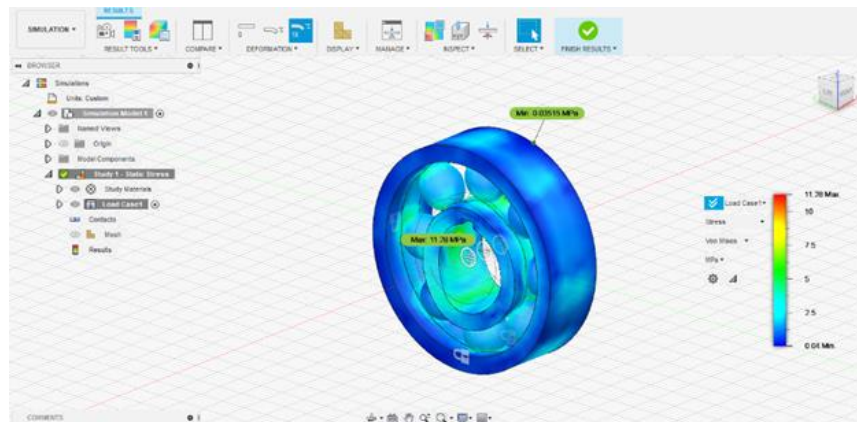 RESULTS
SIMULATION
RESULT TOOLS
COMPARE
DEFORMATION
DISPLAY
MANAGE
INSPECT
SELECT
FINISH RESULTS
BROWSER
Simulations
Units: Custom
Simulation Model 1
Named Views
Origin
Model Components
Study 1 - Static Stress
Study Materials
Load Case1
Contacts
Mesh
Results
Min: 0.03515 MPa
Max: 11.78 MPa
Load Case1
Stress
Von Mises
MPa
11.78 Max.
10
7.5
5
2.5
0.04 Min.
COMMENTS